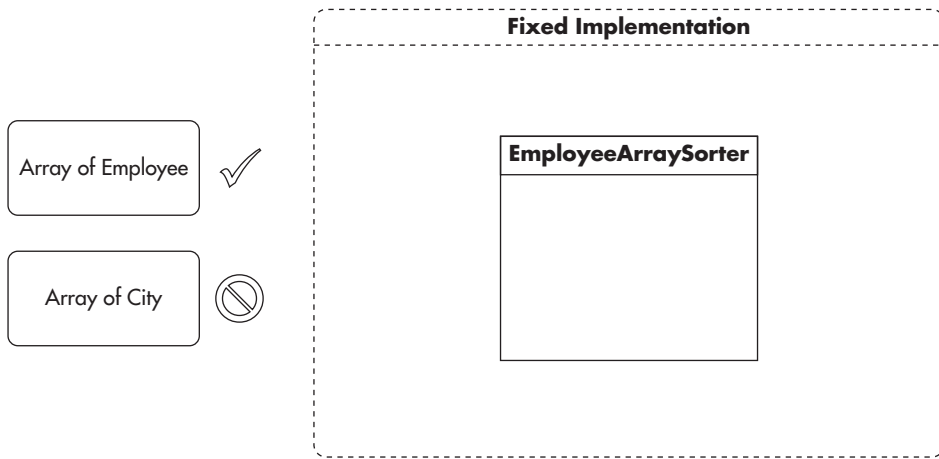 Fixed Implementation
Array of Employee
EmployeeArraySorter
Array of City